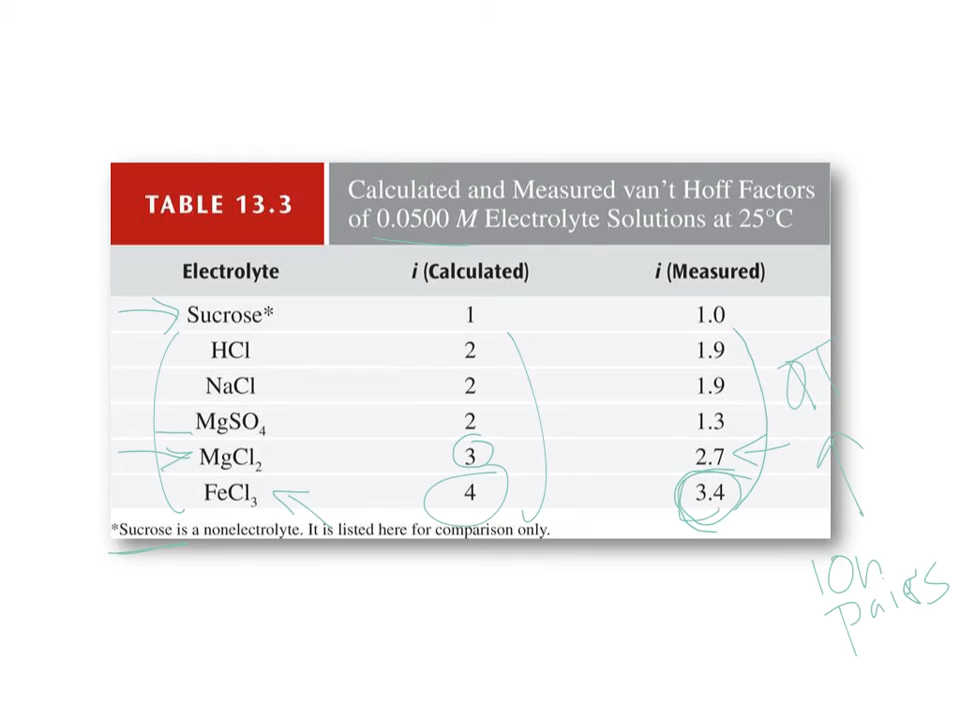 TABLE 13.3
Calculated and Measured van't Hoff Factors
of 0.0500 M Electrolyte Solutions at 25°C
Electrolyte i (Calculated) i (Measured)
Sucrose* 1 1.0
HCl 2 1.9
NaCl 2 1.9
MgSO₄ 2 1.3
MgCl₂ 3 2.7
FeCl₃ 4 3.4
*Sucrose is a nonelectrolyte. It is listed here for comparison only.
ion
pairs